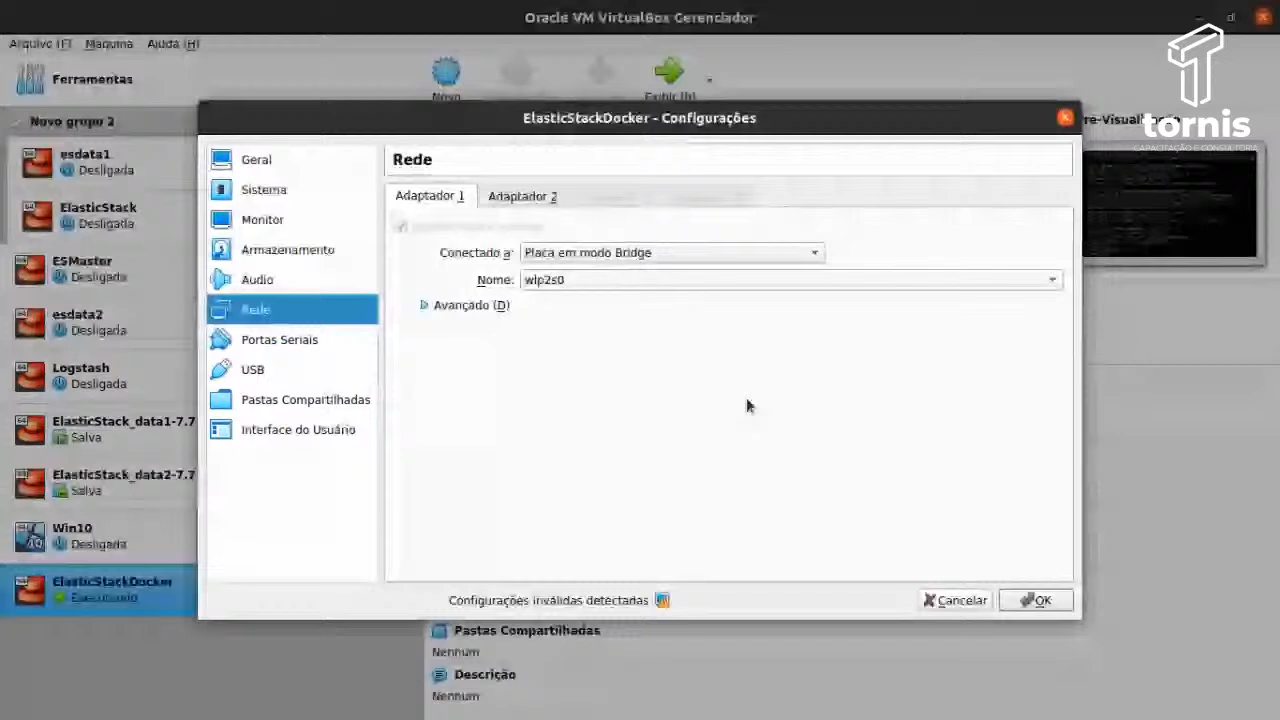 Oracle VM VirtualBox Gerenciador
Arquivo (F) Máquina Ajuda (H)
Ferramentas
Novo
Exibir (h)
tornis
CAPACITAÇÃO E CONSULTORIA
Novo grupo 2
ElasticStackDocker - Configurações
esdata1
Desligada
ElasticStack
Desligada
ESMaster
Desligada
esdata2
Desligada
Logstash
Desligada
ElasticStack_data1-7.7
Salva
ElasticStack_data2-7.7
Salva
Win10
Desligada
ElasticStackDocker
Executando
Geral
Sistema
Monitor
Armazenamento
Áudio
Rede
Portas Seriais
USB
Pastas Compartilhadas
Interface do Usuário
Rede
Adaptador 1 Adaptador 2
Conectado a: Placa em modo Bridge
Nome: wlp2s0
Avançado (D)
Configurações inválidas detectadas
Cancelar OK
Pastas Compartilhadas
Nenhum
Descrição
Nenhum